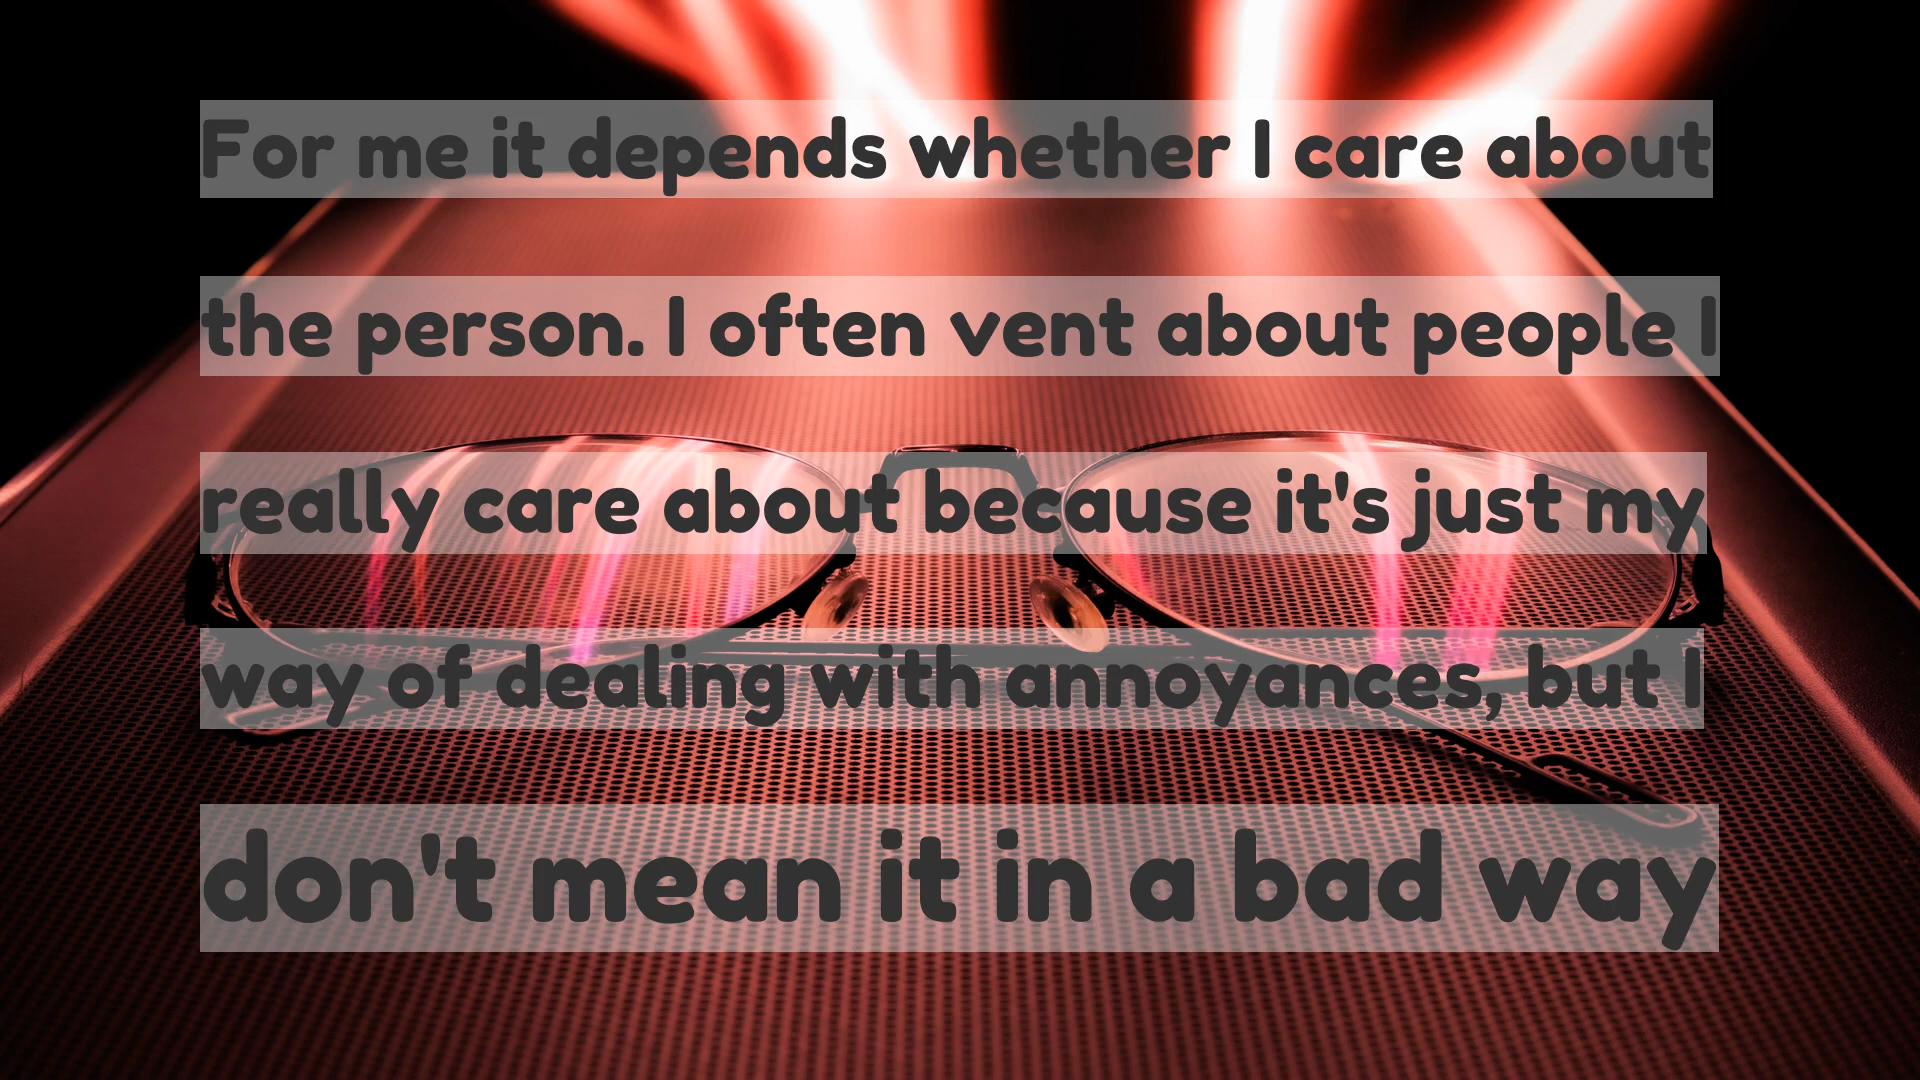 For me it depends whether I care about
the person. I often vent about people I
really care about because it's just my
way of dealing with annoyances, but I
don't mean it in a bad way